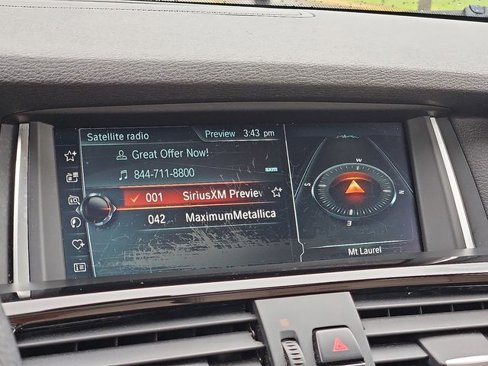 Satellite radio Preview 3:43 pm
Great Offer Now!
844-711-8800 sxm
001 SiriusXM Preview
042 MaximumMetallica
W
S
Mt Laurel